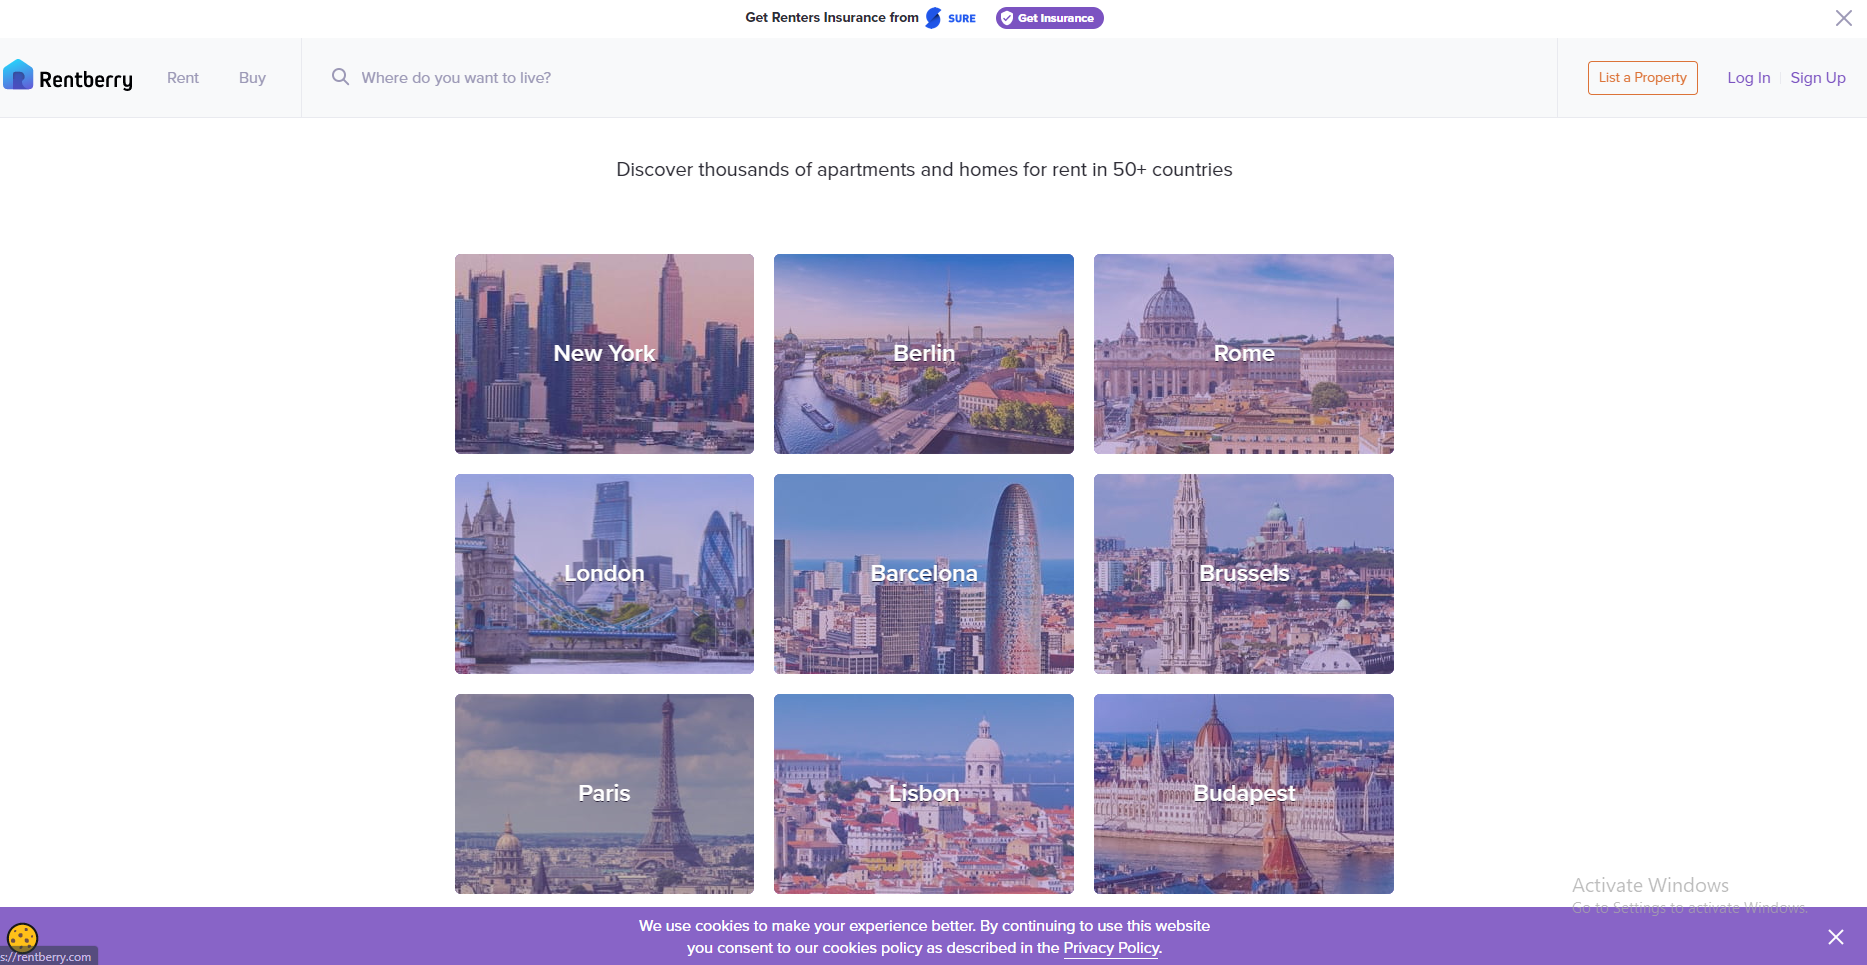 Get Renters Insurance from SURE Get Insurance
Rentberry Rent Buy Where do you want to live? List a Property Log In Sign Up
Discover thousands of apartments and homes for rent in 50+ countries
New York Berlin Rome
London Barcelona Brussels
Paris Lisbon Budapest
Activate Windows
Go to Settings to activate Windows.
We use cookies to make your experience better. By continuing to use this website
you consent to our cookies policy as described in the Privacy Policy.
s://rentberry.com